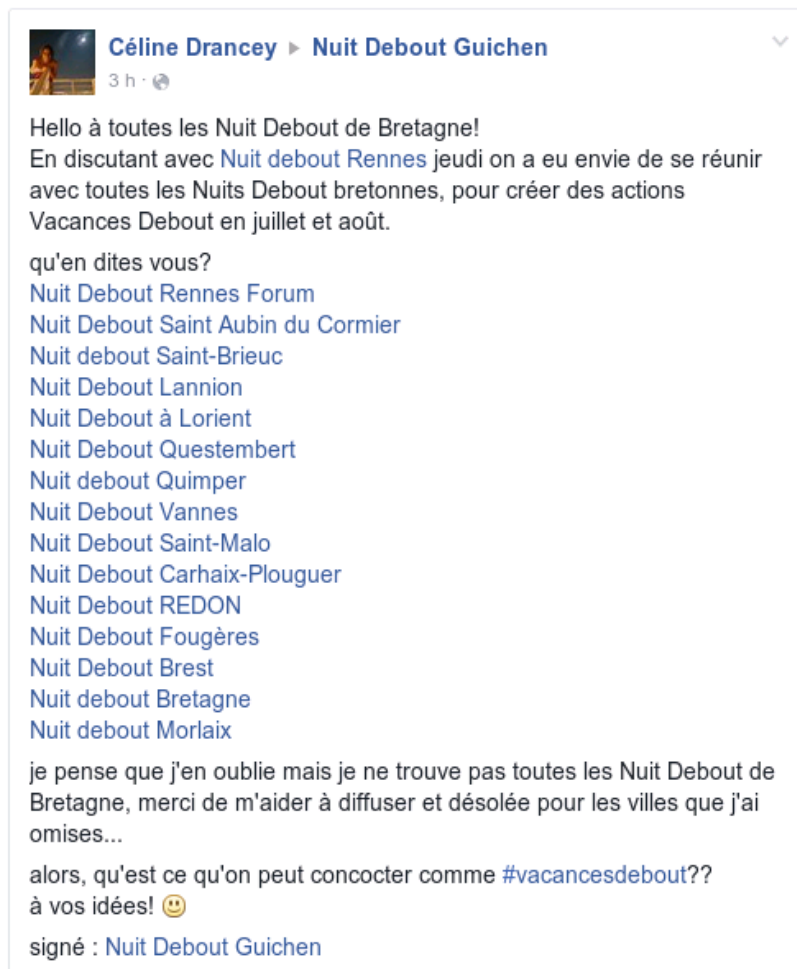 Céline Drancey ▸ Nuit Debout Guichen
3 h ·
Hello à toutes les Nuit Debout de Bretagne!
En discutant avec Nuit debout Rennes jeudi on a eu envie de se réunir
avec toutes les Nuits Debout bretonnes, pour créer des actions
Vacances Debout en juillet et août.
qu'en dites vous?
Nuit Debout Rennes Forum
Nuit Debout Saint Aubin du Cormier
Nuit debout Saint-Brieuc
Nuit Debout Lannion
Nuit Debout à Lorient
Nuit Debout Questembert
Nuit debout Quimper
Nuit Debout Vannes
Nuit Debout Saint-Malo
Nuit Debout Carhaix-Plouguer
Nuit Debout REDON
Nuit Debout Fougères
Nuit Debout Brest
Nuit debout Bretagne
Nuit debout Morlaix
je pense que j'en oublie mais je ne trouve pas toutes les Nuit Debout de
Bretagne, merci de m'aider à diffuser et désolée pour les villes que j'ai
omises...
alors, qu'est ce qu'on peut concocter comme #vacancesdebout??
à vos idées! 🙂
signé : Nuit Debout Guichen